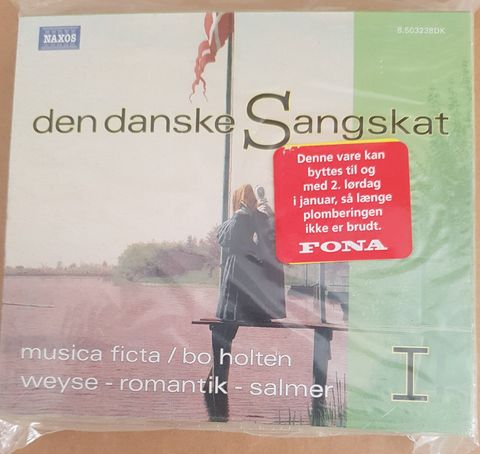 NAXOS
8.503238DK
den danske Sangskat
Denne vare kan
byttes til og
med 2. lørdag
i januar, så længe
plomberingen
ikke er brudt.
FONA
musica ficta / bo holten
weyse - romantik - salmer
I